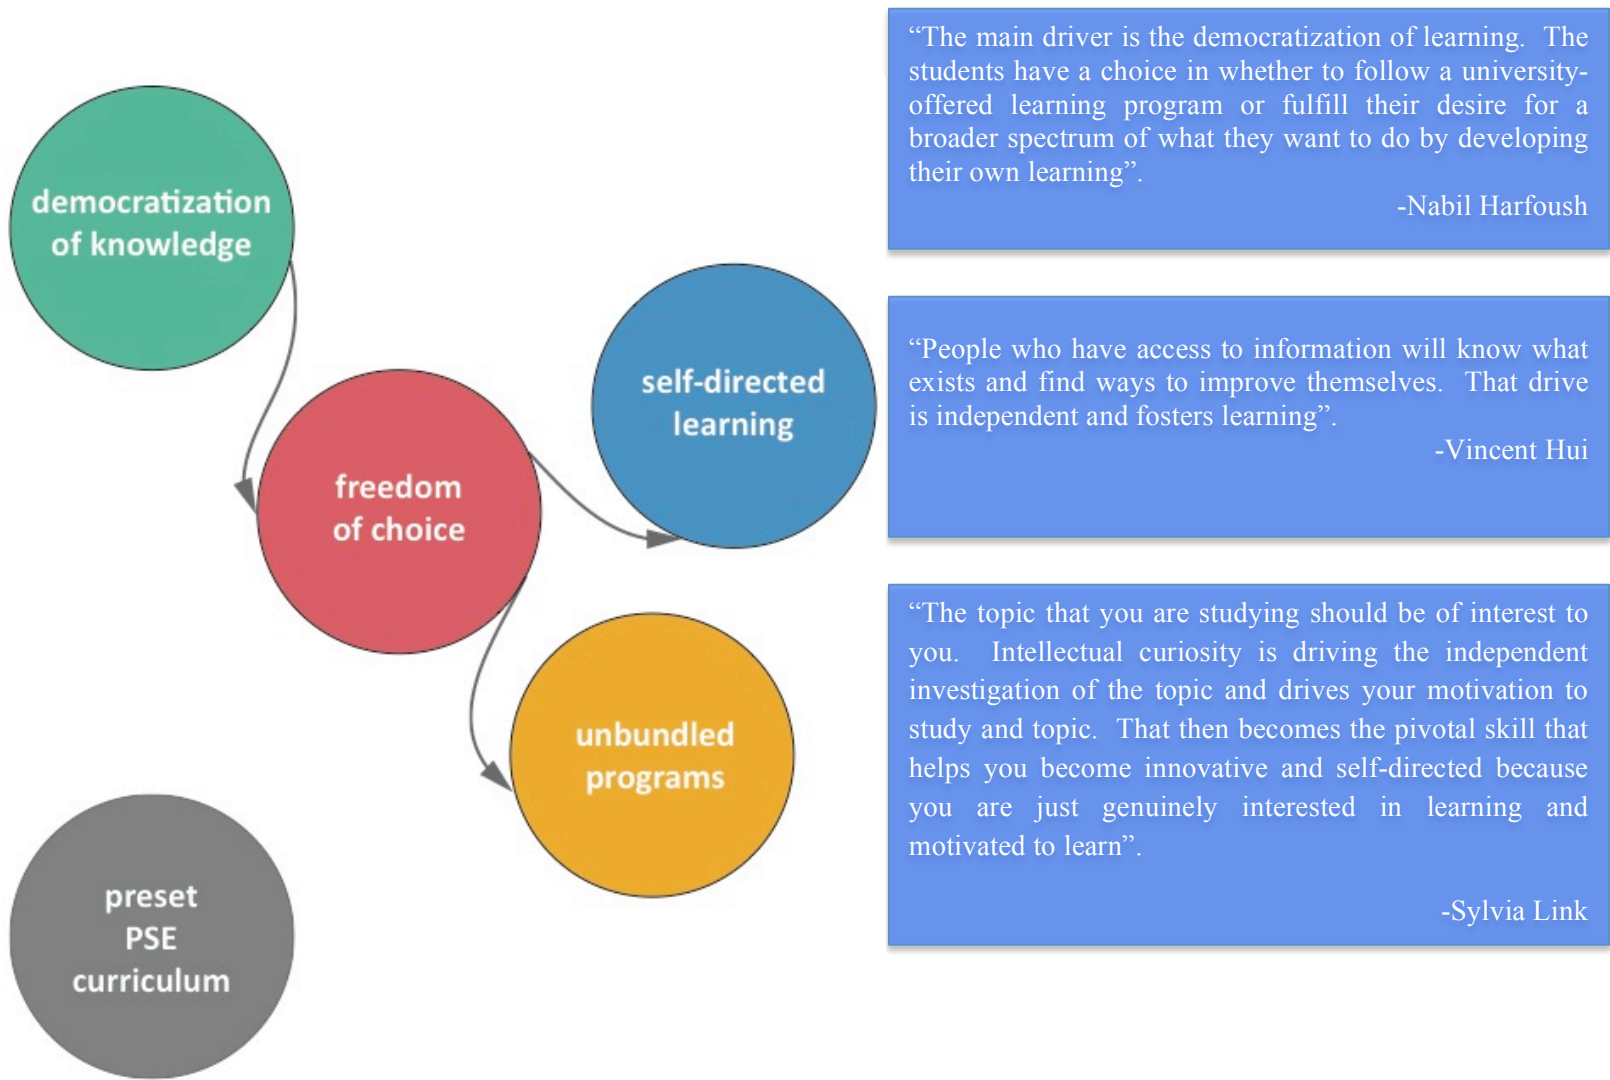 democratization
of knowledge
freedom
of choice
self-directed
learning
unbundled
programs
preset
PSE
curriculum
“The main driver is the democratization of learning. The
students have a choice in whether to follow a university-
offered learning program or fulfill their desire for a
broader spectrum of what they want to do by developing
their own learning”.
-Nabil Harfoush
“People who have access to information will know what
exists and find ways to improve themselves. That drive
is independent and fosters learning”.
-Vincent Hui
“The topic that you are studying should be of interest to
you. Intellectual curiosity is driving the independent
investigation of the topic and drives your motivation to
study and topic. That then becomes the pivotal skill that
helps you become innovative and self-directed because
you are just genuinely interested in learning and
motivated to learn”.
-Sylvia Link